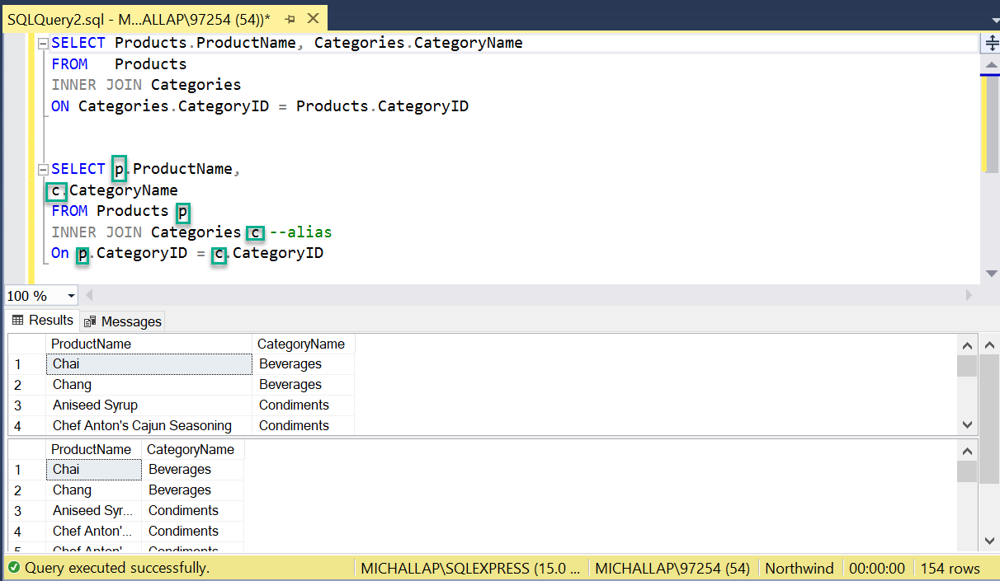 SQLQuery2.sql - M...ALLAP\97254 (54))*
SELECT Products.ProductName, Categories.CategoryName
FROM   Products
INNER JOIN Categories
ON Categories.CategoryID = Products.CategoryID
SELECT p.ProductName,
c.CategoryName
FROM Products p
INNER JOIN Categories c --alias
On p.CategoryID = c.CategoryID
100 %
Results Messages
ProductName CategoryName
1 Chai Beverages
2 Chang Beverages
3 Aniseed Syrup Condiments
4 Chef Anton's Cajun Seasoning Condiments
ProductName CategoryName
1 Chai Beverages
2 Chang Beverages
3 Aniseed Syr... Condiments
4 Chef Anton'... Condiments
5 Chef Anton' Condiments
Query executed successfully. MICHALLAP\SQLEXPRESS (15.0 ... MICHALLAP\97254 (54) Northwind 00:00:00 154 rows